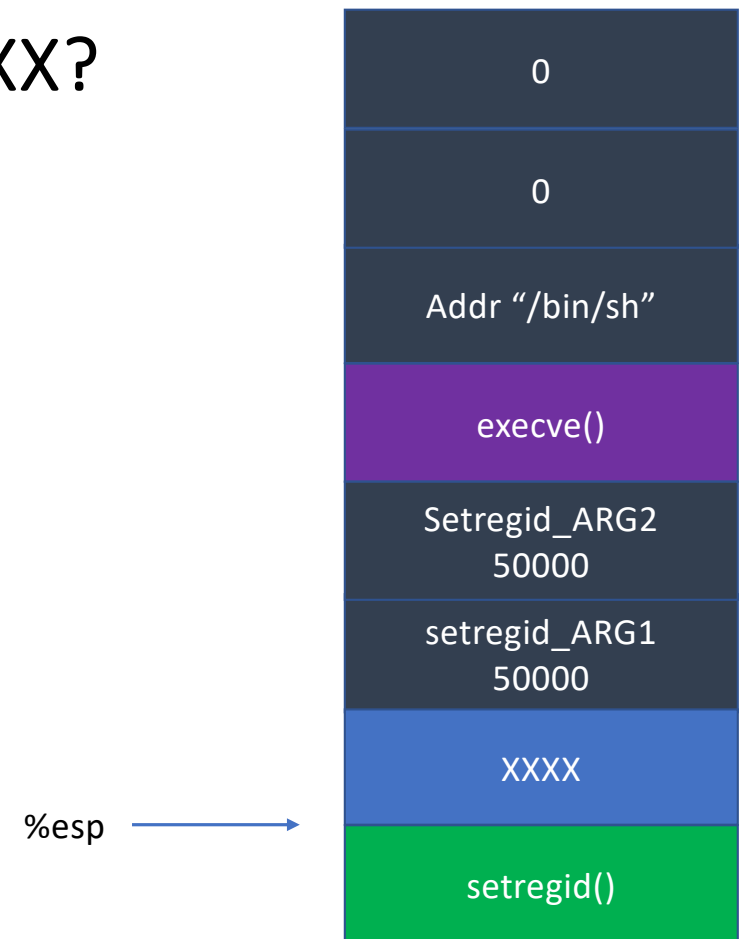 XX?
0
0
Addr “/bin/sh”
execve()
Setregid_ARG2
50000
setregid_ARG1
50000
XXXX
%esp
setregid()